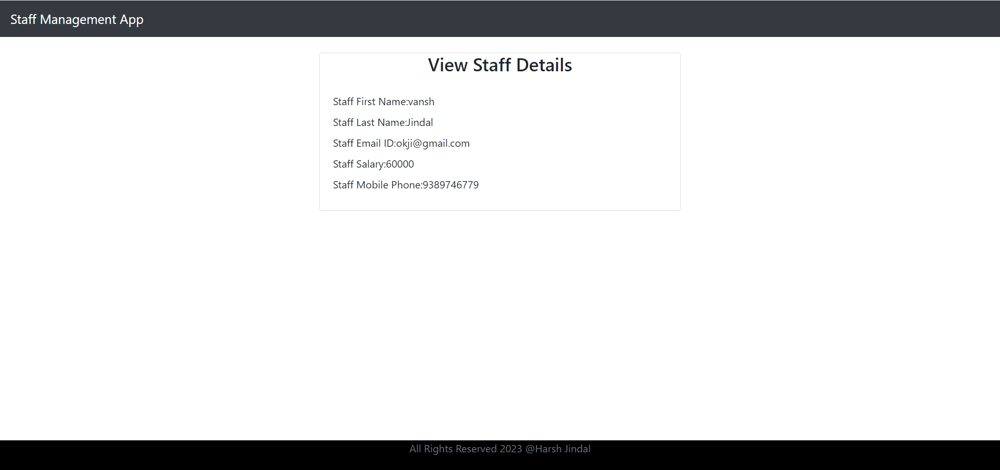 Staff Management App
View Staff Details
Staff First Name:vansh
Staff Last Name:Jindal
Staff Email ID:okji@gmail.com
Staff Salary:60000
Staff Mobile Phone:9389746779
All Rights Reserved 2023 @Harsh Jindal